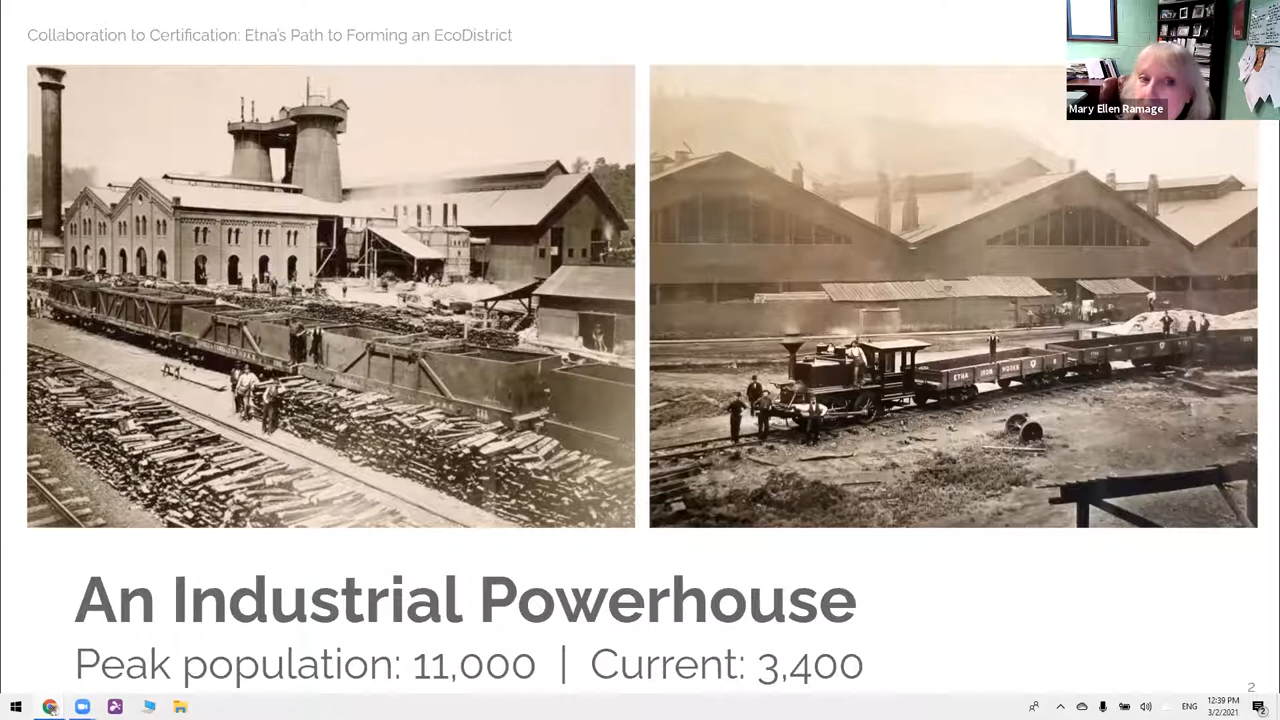 Collaboration to Certification: Etna's Path to Forming an EcoDistrict
Mary Ellen Ramage
ETNA IRON WORKS
An Industrial Powerhouse
Peak population: 11,000 | Current: 3,400
2
ENG
12:39 PM
3/2/2021
2